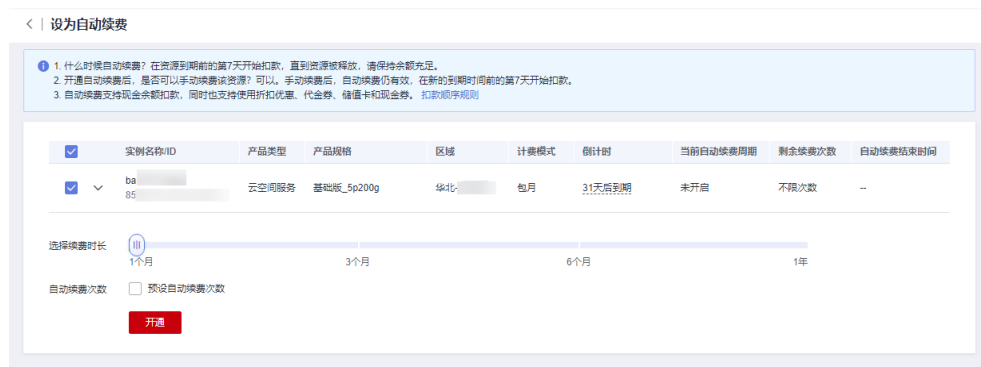 设为自动续费
1. 什么时候自动续费？在资源到期前的第7天开始扣款，直到资源被释放，请保持余额充足。
2. 开通自动续费后，是否可以手动续费该资源？可以。手动续费后，自动续费仍有效，在新的到期时间前的第7天开始扣款。
3. 自动续费支持现金余额扣款，同时也支持使用折扣优惠、代金券、储值卡和现金券。 扣款顺序规则
实例名称/ID 产品类型 产品规格 区域 计费模式 倒计时 当前自动续费周期 剩余续费次数 自动续费结束时间
ba
85
云空间服务 基础版_5p200g 华北- 包月 31天后到期 未开启 不限次数 --
选择续费时长
1个月 3个月 6个月 1年
自动续费次数 预设自动续费次数
开通